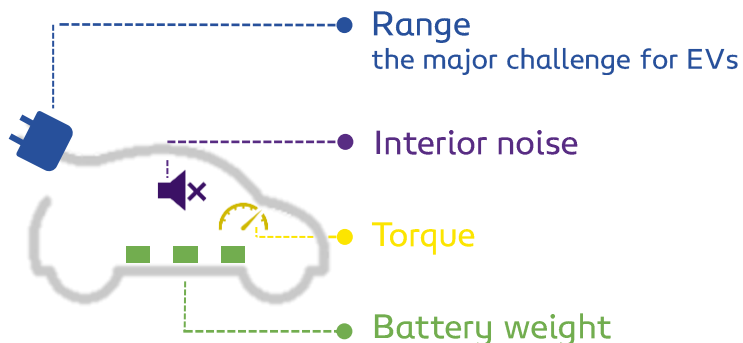 Range
the major challenge for EVs
Interior noise
Torque
Battery weight